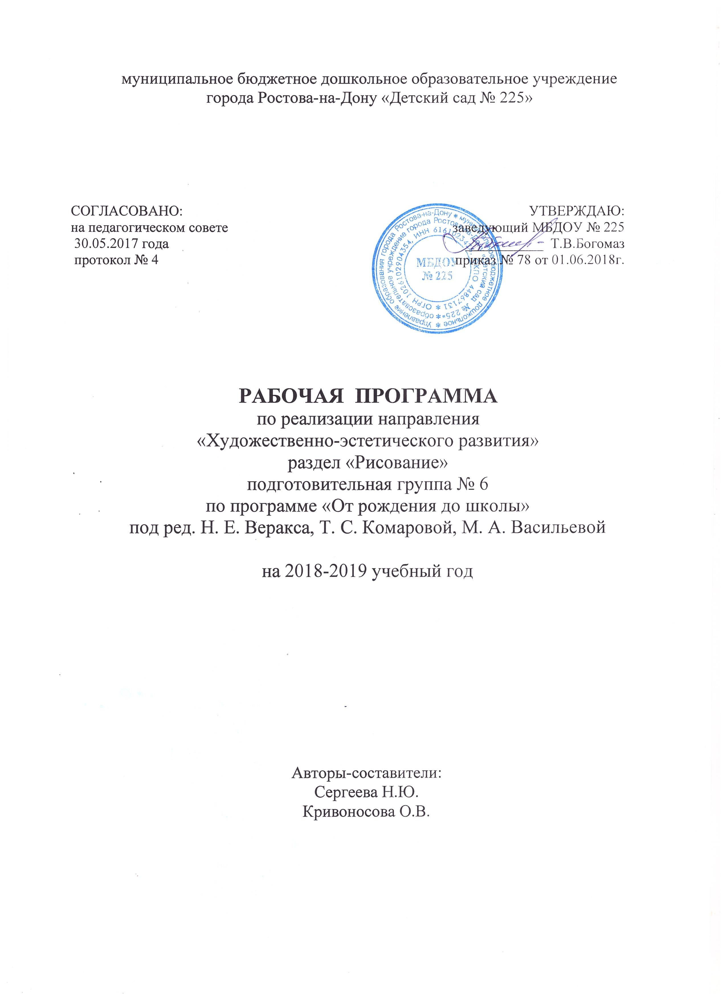 муниципальное бюджетное дошкольное образовательное учреждение
города Ростова-на-Дону «Детский сад № 225»
СОГЛАСОВАНО:
на педагогическом совете
30.05.2017 года
протокол № 4
УТВЕРЖДАЮ:
заведующий МБДОУ № 225
Т.В.Богомаз
приказ № 78 от 01.06.2018г.
Управление образования города Ростова-на-Дону * муниципальное бюджетное дошкольное *
образовательное учреждение города Ростова-на-Дону «Детский сад № 225» *
ОГРН 1026102904354, ИНН ОКПО 44867131 *
МБДОУ
№ 225
РАБОЧАЯ ПРОГРАММА
по реализации направления
«Художественно-эстетического развития»
раздел «Рисование»
подготовительная группа № 6
по программе «От рождения до школы»
под ред. Н. Е. Веракса, Т. С. Комаровой, М. А. Васильевой
на 2018-2019 учебный год
Авторы-составители:
Сергеева Н.Ю.
Кривоносова О.В.